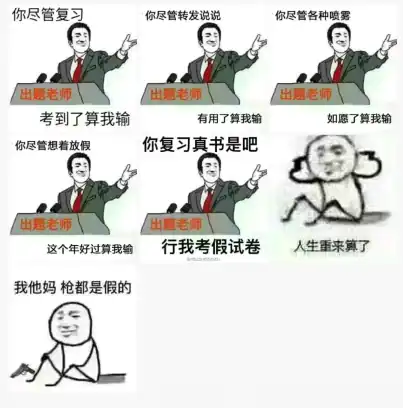 你尽管复习
出题老师
考到了算我输
你尽管转发说说
出题老师
有用了算我输
你尽管各种喷雾
出题老师
如愿了算我输
你尽管想着放假
出题老师
这个年好过算我输
你复习真书是吧
出题老师
行我考假试卷
人生重来算了
我他妈 枪都是假的